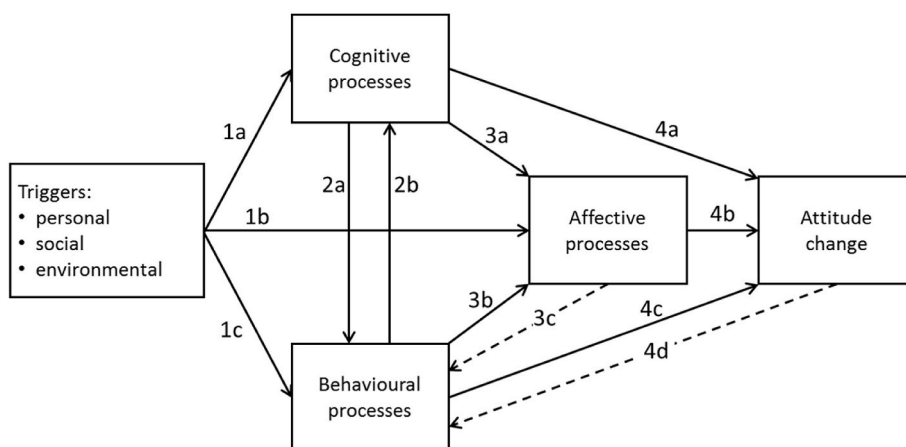 Cognitive
processes
1a
3a
4a
Triggers:
• personal
• social
• environmental
2a
2b
1b
Affective
processes
4b
Attitude
change
1c
3b
3c
4c
4d
Behavioural
processes